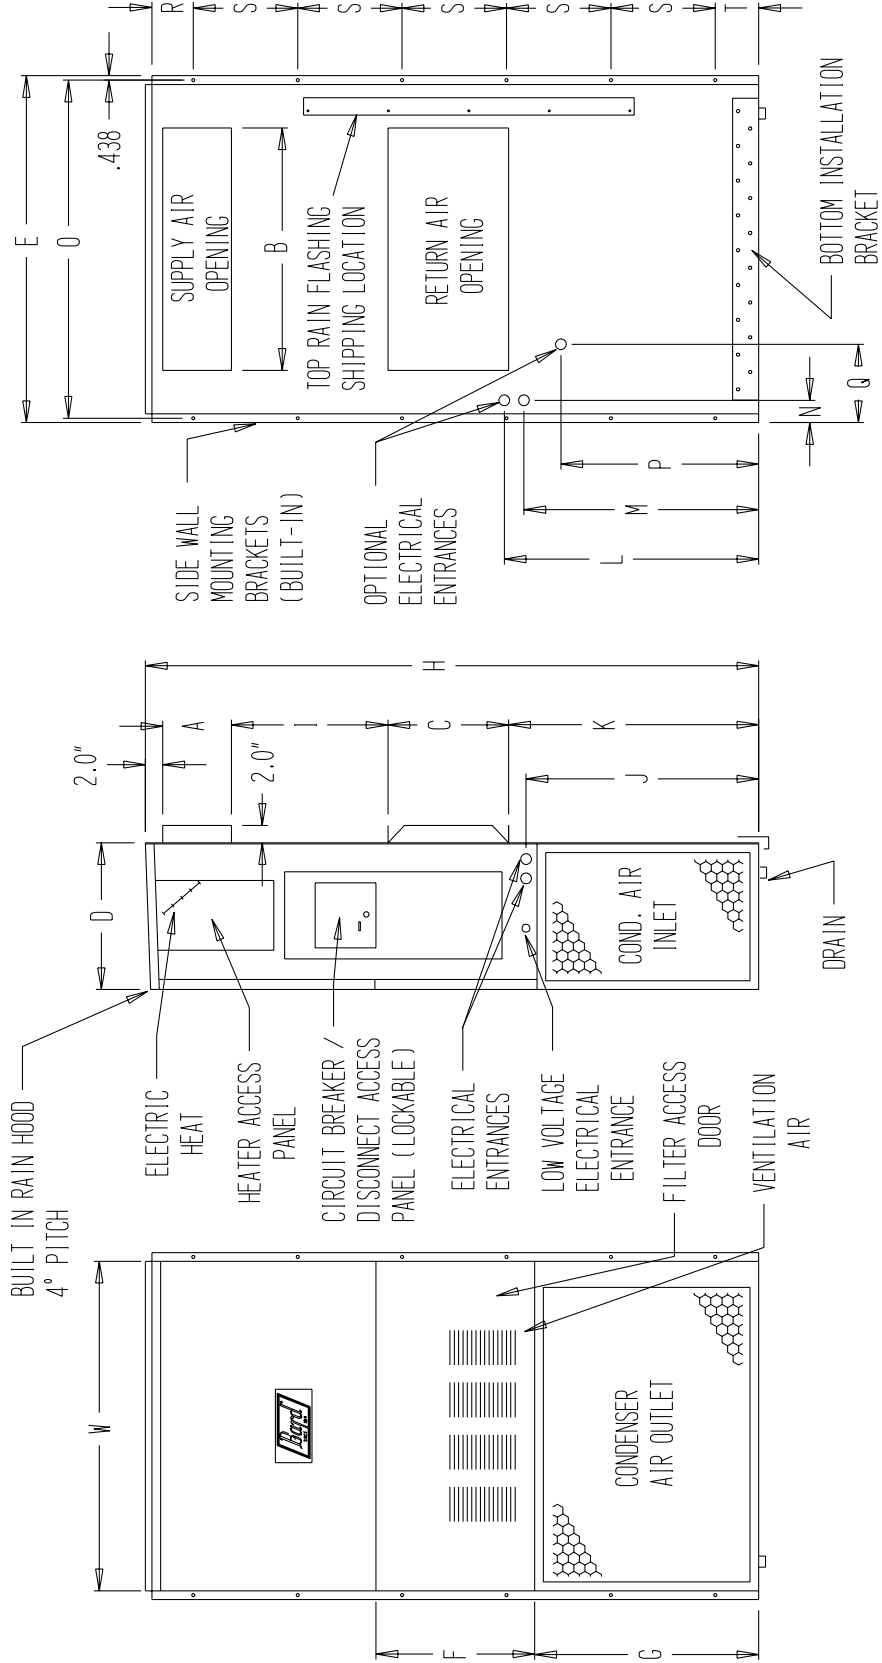 W
Bard
CONDENSER
AIR OUTLET
F
G
BUILT IN RAIN HOOD
4° PITCH
ELECTRIC
HEAT
HEATER ACCESS
PANEL
CIRCUIT BREAKER /
DISCONNECT ACCESS
PANEL (LOCKABLE)
ELECTRICAL
ENTRANCES
LOW VOLTAGE
ELECTRICAL
ENTRANCE
FILTER ACCESS
DOOR
VENTILATION
AIR
D
2.0"
A
I
2.0"
C
H
K
J
COND. AIR
INLET
DRAIN
SIDE WALL
MOUNTING
BRACKETS
(BUILT-IN)
OPTIONAL
ELECTRICAL
ENTRANCES
L
M
P
E
O
.438
SUPPLY AIR
OPENING
B
TOP RAIN FLASHING
SHIPPING LOCATION
RETURN AIR
OPENING
N
Q
R
S
S
S
S
S
T
BOTTOM INSTALLATION
BRACKET